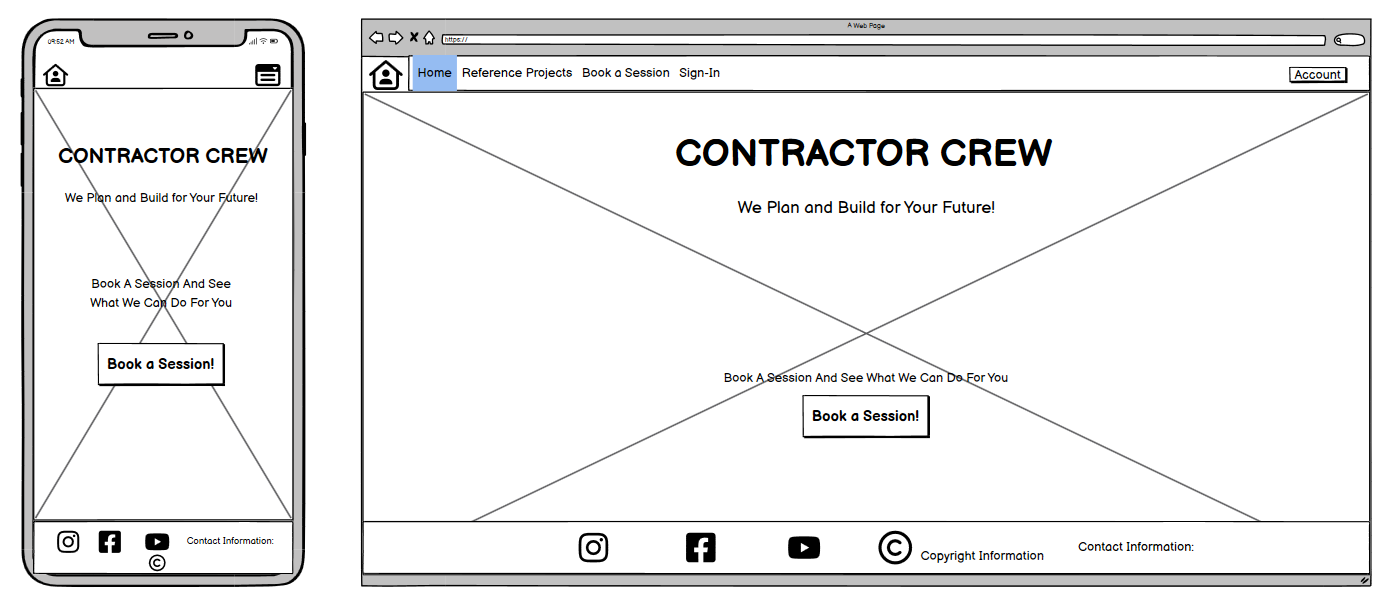 09:52 AM
CONTRACTOR CREW
We Plan and Build for Your Future!
Book A Session And See
What We Can Do For You
Book a Session!
Contact Information:
A Web Page
https://
Home Reference Projects Book a Session Sign-In
Account
CONTRACTOR CREW
We Plan and Build for Your Future!
Book A Session And See What We Can Do For You
Book a Session!
Copyright Information
Contact Information: